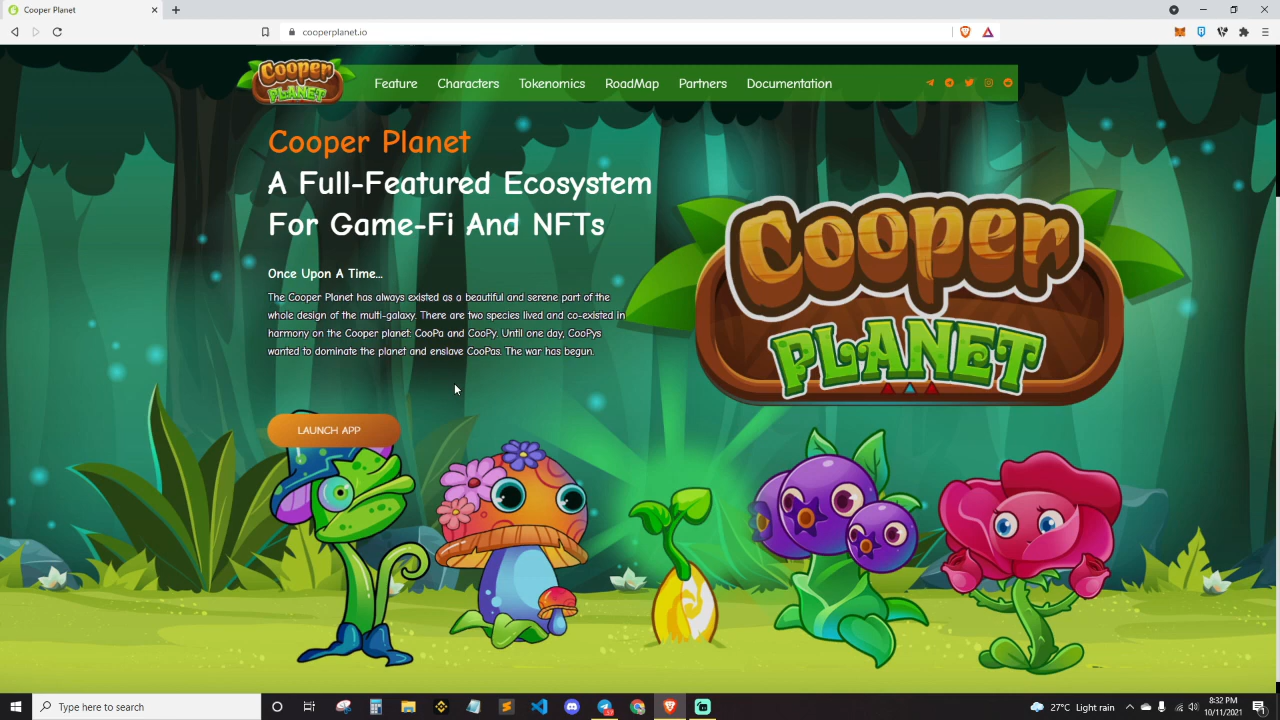 Cooper Planet
cooperplanet.io
Cooper
PLANET
Feature
Characters
Tokenomics
RoadMap
Partners
Documentation
Cooper Planet
A Full-Featured Ecosystem
For Game-Fi And NFTs
Once Upon A Time...
The Cooper Planet has always existed as a beautiful and serene part of the
whole design of the multi-galaxy. There are two species lived and co-existed in
harmony on the Cooper planet: CooPa and CooPy. Until one day, CooPys
wanted to dominate the planet and enslave CooPas. The war has begun.
LAUNCH APP
Cooper
PLANET
Type here to search
27°C Light rain
8:32 PM
10/11/2021